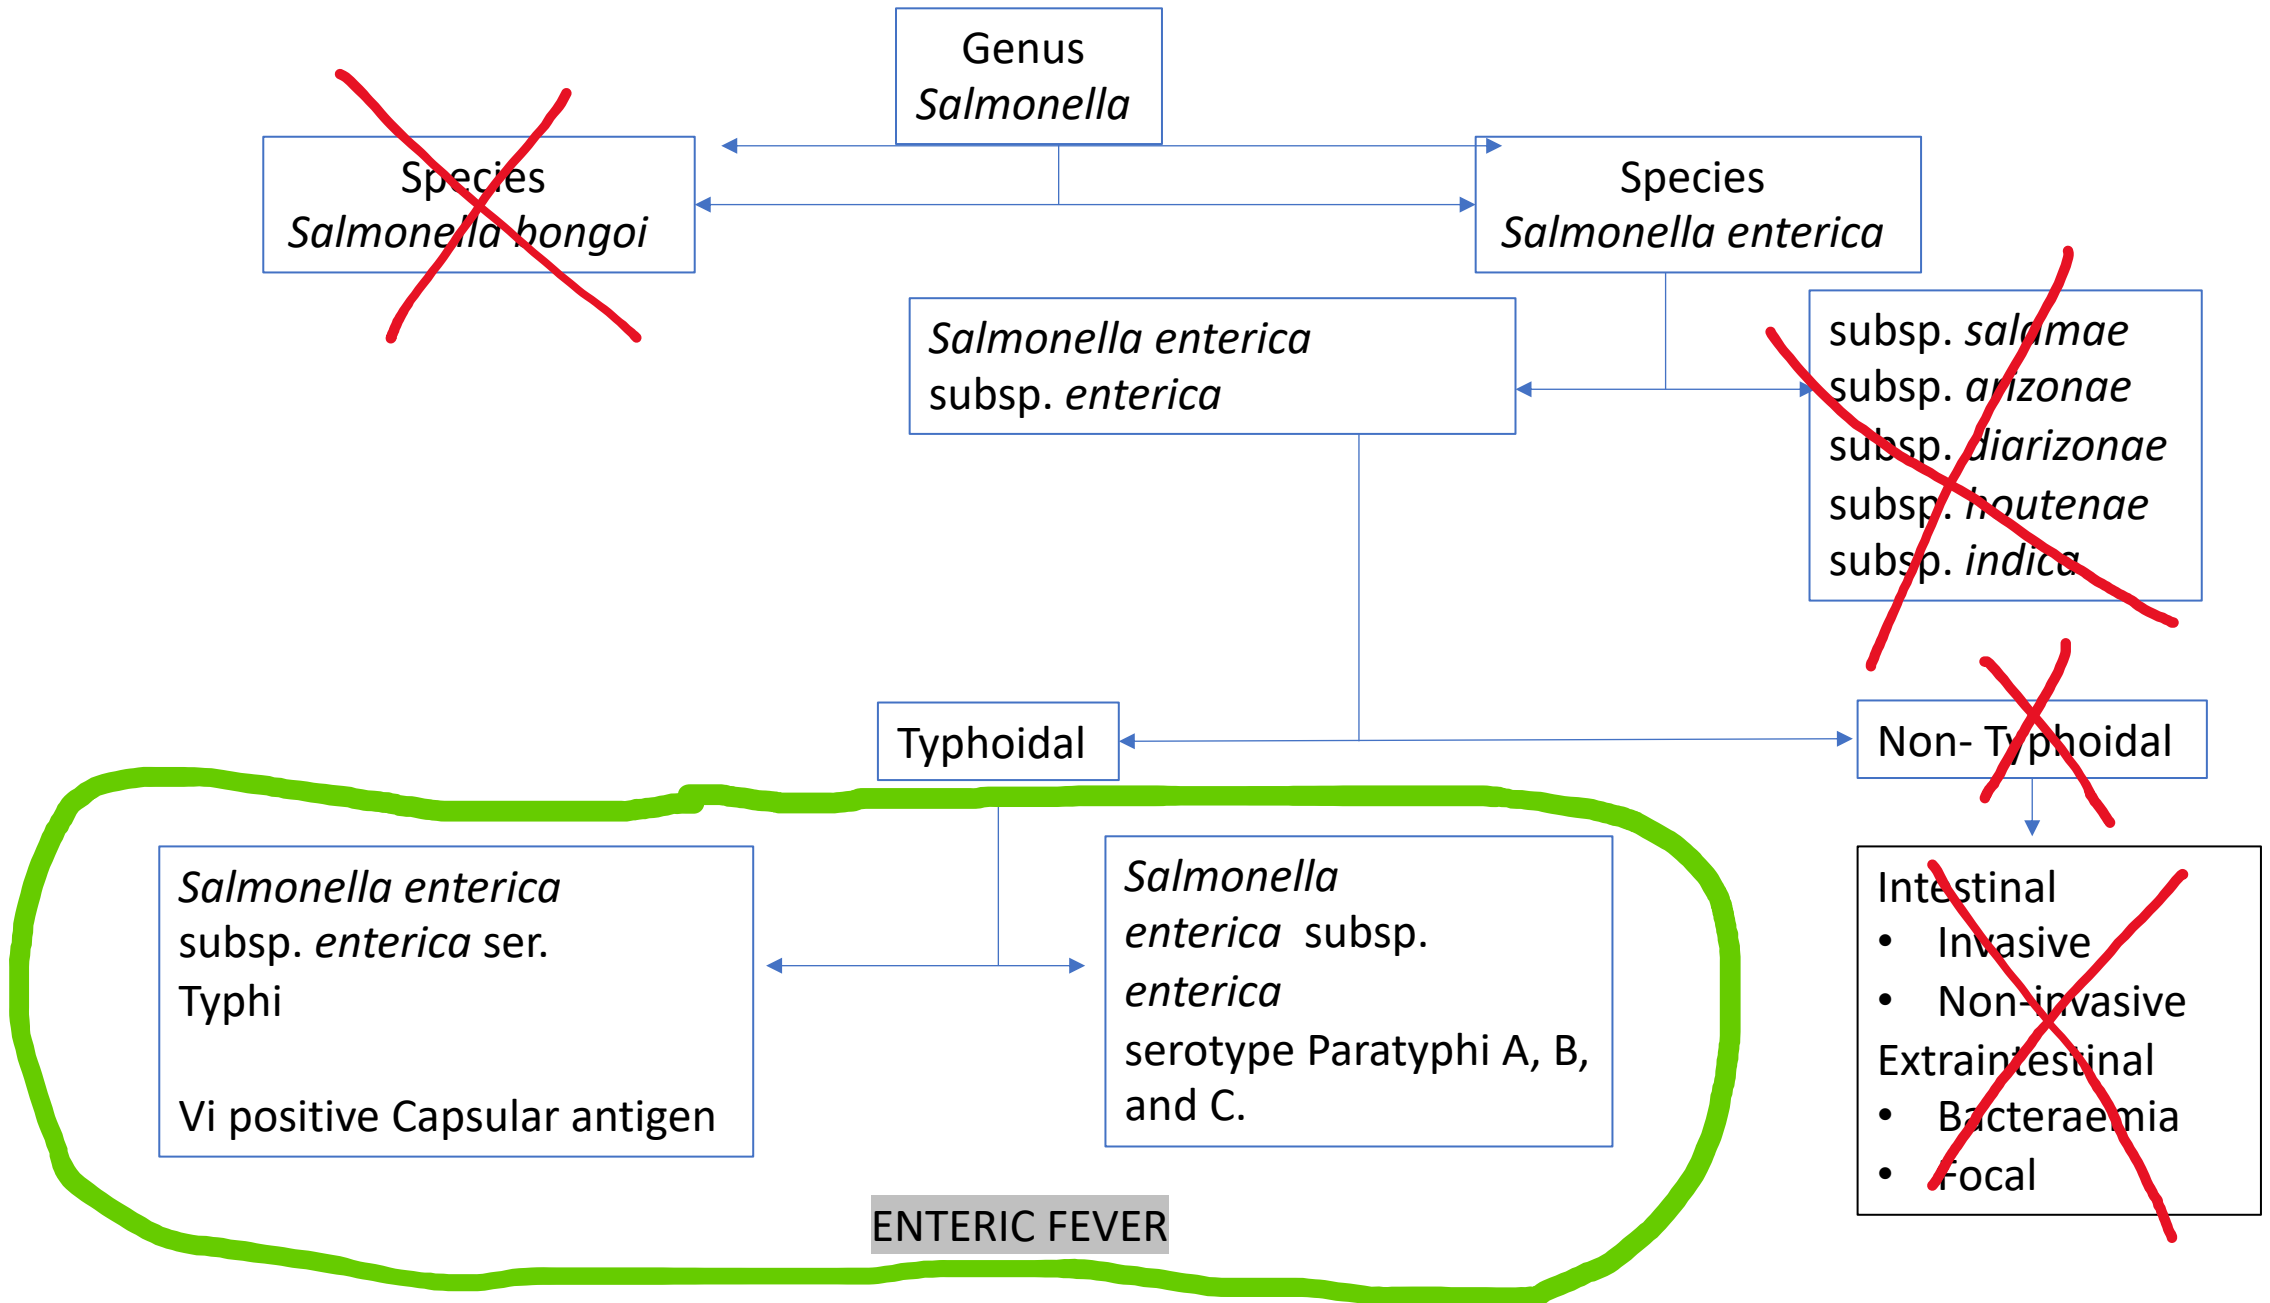 Genus
Salmonella
Species
Salmonella bongoi
Species
Salmonella enterica
Salmonella enterica
subsp. enterica
subsp. salamae
subsp. arizonae
subsp. diarizonae
subsp. houtenae
subsp. indica
Typhoidal
Non- Typhoidal
Salmonella enterica
subsp. enterica ser.
Typhi
Vi positive Capsular antigen
Salmonella
enterica subsp.
enterica
serotype Paratyphi A, B,
and C.
Intestinal
• Invasive
• Non-invasive
Extraintestinal
• Bacteraemia
• Focal
ENTERIC FEVER